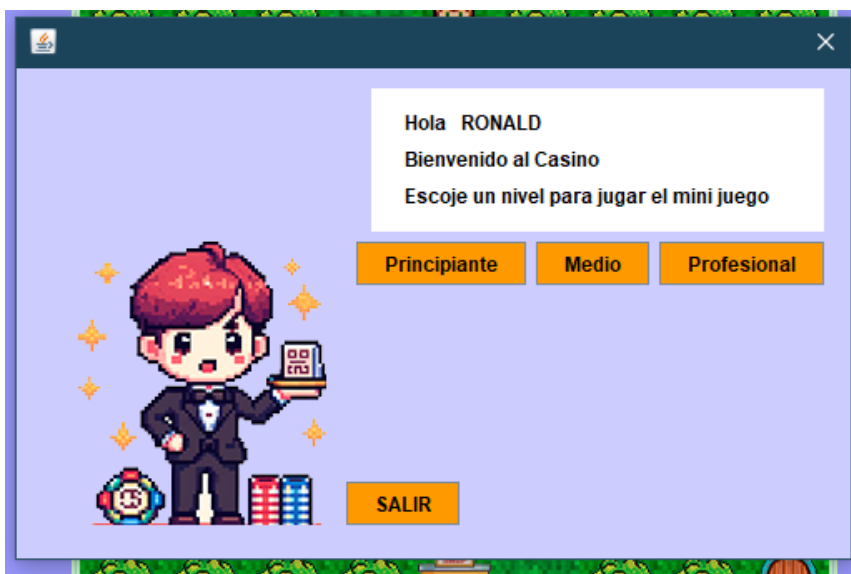 Hola RONALD
Bienvenido al Casino
Escoje un nivel para jugar el mini juego
Principiante Medio Profesional
SALIR